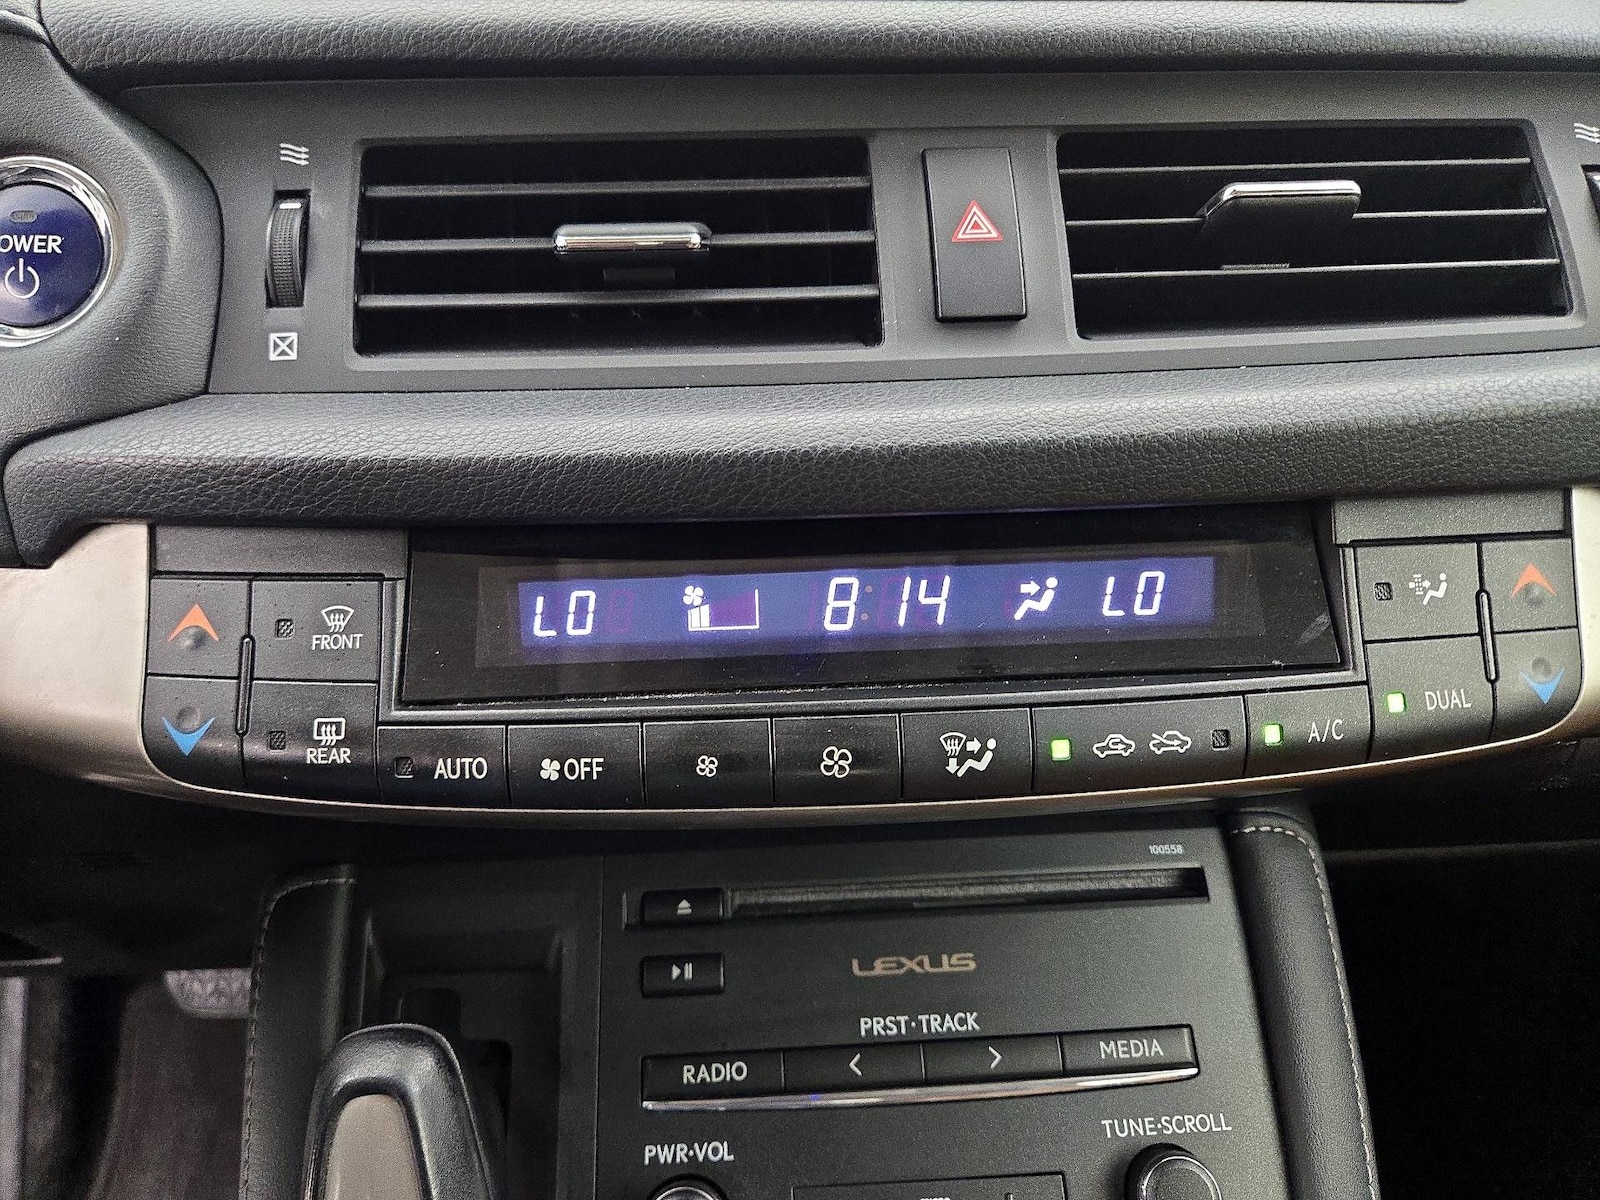 OWER
LO 8:14 LO
FRONT
REAR
AUTO
OFF
A/C
DUAL
100558
LEXUS
PRST·TRACK
RADIO
MEDIA
PWR·VOL
TUNE·SCROLL